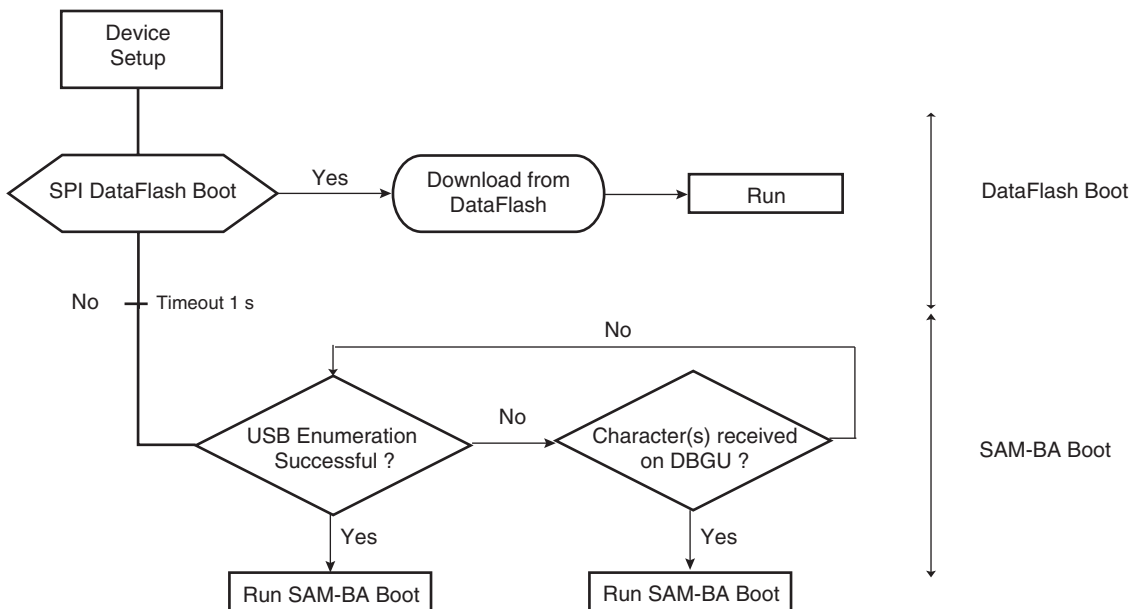 Device
Setup
SPI DataFlash Boot
Yes
Download from
DataFlash
Run
DataFlash Boot
No
Timeout 1 s
No
USB Enumeration
Successful ?
No
Character(s) received
on DBGU ?
SAM-BA Boot
Yes
Yes
Run SAM-BA Boot
Run SAM-BA Boot